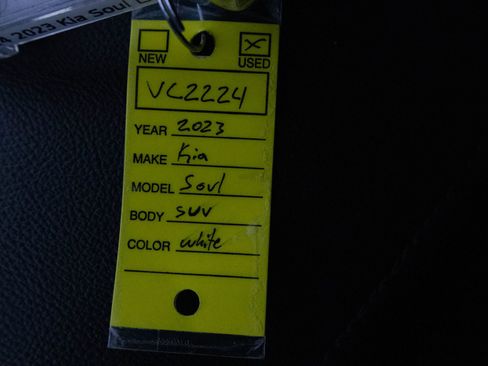 2023 Kia Soul
NEW USED
VC2224
YEAR 2023
MAKE Kia
MODEL Soul
BODY SUV
COLOR white